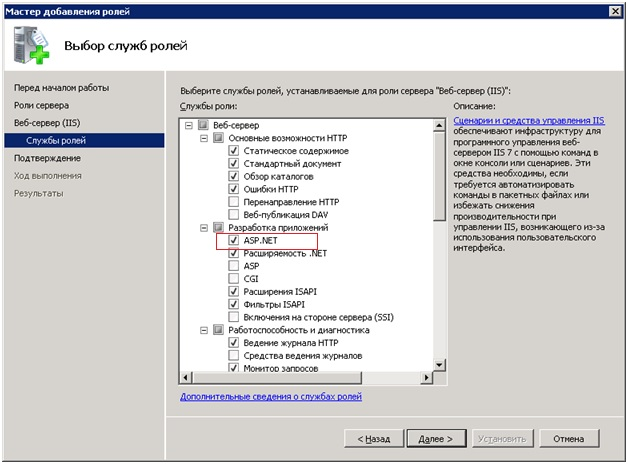 Мастер добавления ролей
Выбор служб ролей
Перед началом работы
Роли сервера
Веб-сервер (IIS)
Службы ролей
Подтверждение
Ход выполнения
Результаты
Выберите службы ролей, устанавливаемые для роли сервера "Веб-сервер (IIS)":
Службы роли:
Веб-сервер
Основные возможности HTTP
Статическое содержимое
Стандартный документ
Обзор каталогов
Ошибки HTTP
Перенаправление HTTP
Веб-публикация DAV
Разработка приложений
ASP.NET
Расширяемость .NET
ASP
CGI
Расширения ISAPI
Фильтры ISAPI
Включения на стороне сервера (SSI)
Работоспособность и диагностика
Ведение журнала HTTP
Средства ведения журналов
Монитор запросов
Описание:
Сценарии и средства управления IIS
обеспечивают инфраструктуру для
программного управления веб-
сервером IIS 7 с помощью команд в
окне консоли или сценариев. Эти
средства необходимы, если
требуется автоматизировать
команды в пакетных файлах или
избежать снижения
производительности при
управлении IIS, возникающего из-за
использования пользовательского
интерфейса.
Дополнительные сведения о службах ролей
< Назад
Далее >
Установить
Отмена